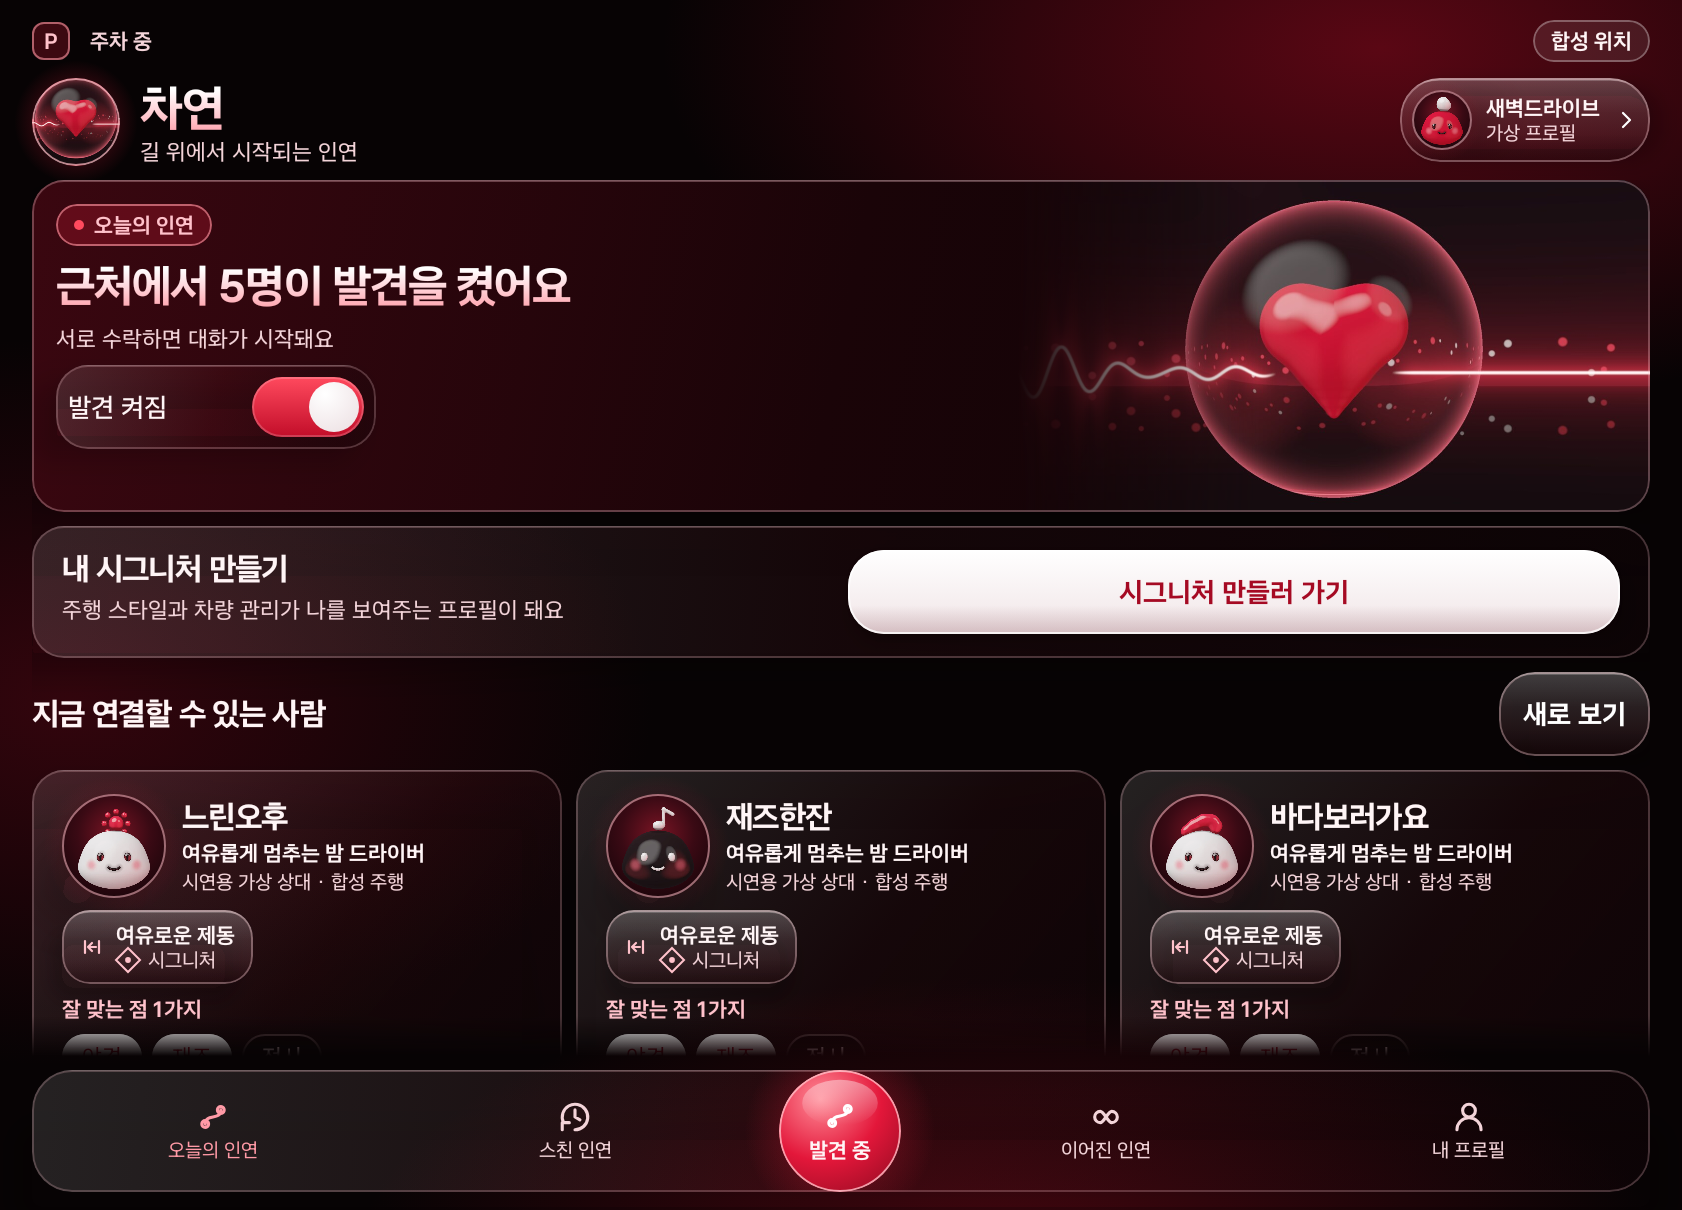 P 주차 중
합성 위치
차연
길 위에서 시작되는 인연
새벽드라이브
가상 프로필
오늘의 인연
근처에서 5명이 발견을 켰어요
서로 수락하면 대화가 시작돼요
발견 켜짐
내 시그니처 만들기
주행 스타일과 차량 관리가 나를 보여주는 프로필이 돼요
시그니처 만들러 가기
지금 연결할 수 있는 사람
새로 보기
느린오후
여유롭게 멈추는 밤 드라이버
시연용 가상 상대 · 합성 주행
여유로운 제동
시그니처
잘 맞는 점 1가지
재즈한잔
여유롭게 멈추는 밤 드라이버
시연용 가상 상대 · 합성 주행
여유로운 제동
시그니처
잘 맞는 점 1가지
바다보러가요
여유롭게 멈추는 밤 드라이버
시연용 가상 상대 · 합성 주행
여유로운 제동
시그니처
잘 맞는 점 1가지
오늘의 인연
스친 인연
발견 중
이어진 인연
내 프로필